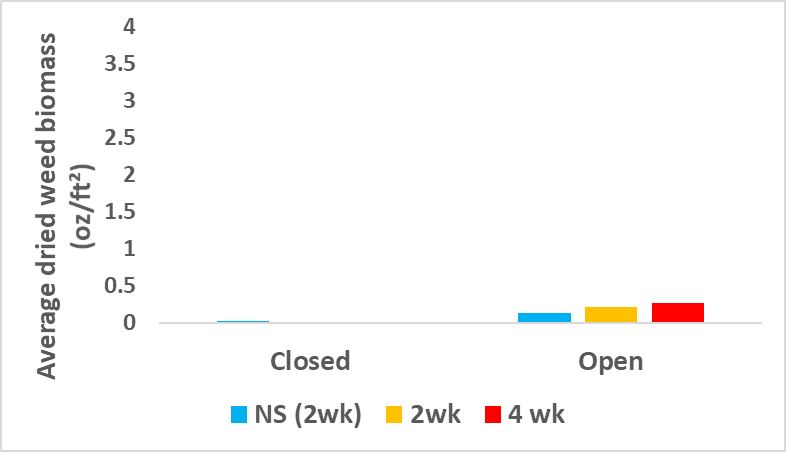 Average dried weed biomass
(oz/ft²)
4
3.5
3
2.5
2
1.5
1
0.5
0
Closed Open
NS (2wk) 2wk 4 wk